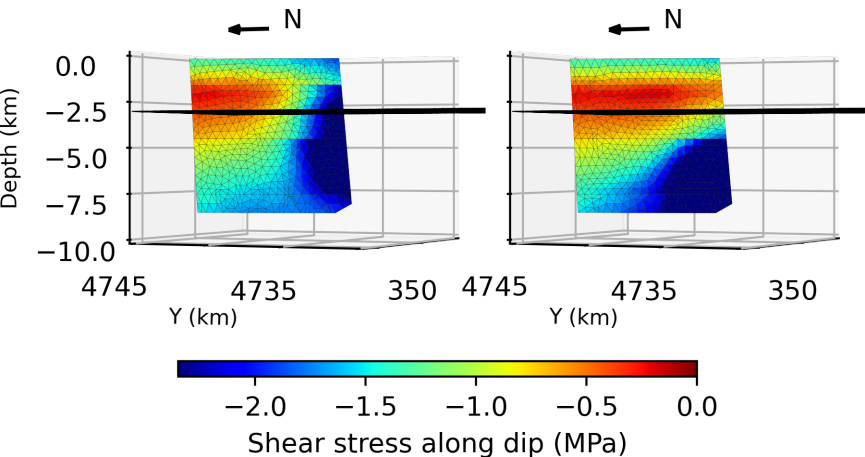 N N
0.0
−2.5
−5.0
−7.5
−10.0
Depth (km)
4745 4735 350 4745 4735 350
Y (km) Y (km)
−2.0 −1.5 −1.0 −0.5 0.0
Shear stress along dip (MPa)